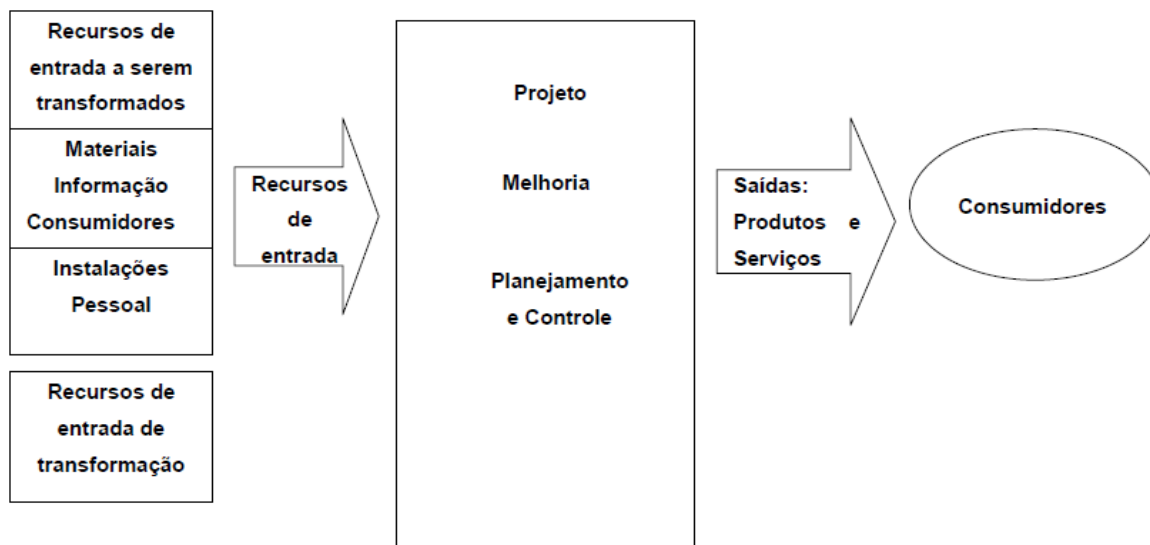 Recursos de
entrada a serem
transformados
Materiais
Informação
Consumidores
Instalações
Pessoal
Recursos de
entrada de
transformação
Recursos
de
entrada
Projeto
Melhoria
Planejamento
e Controle
Saídas:
Produtos e
Serviços
Consumidores